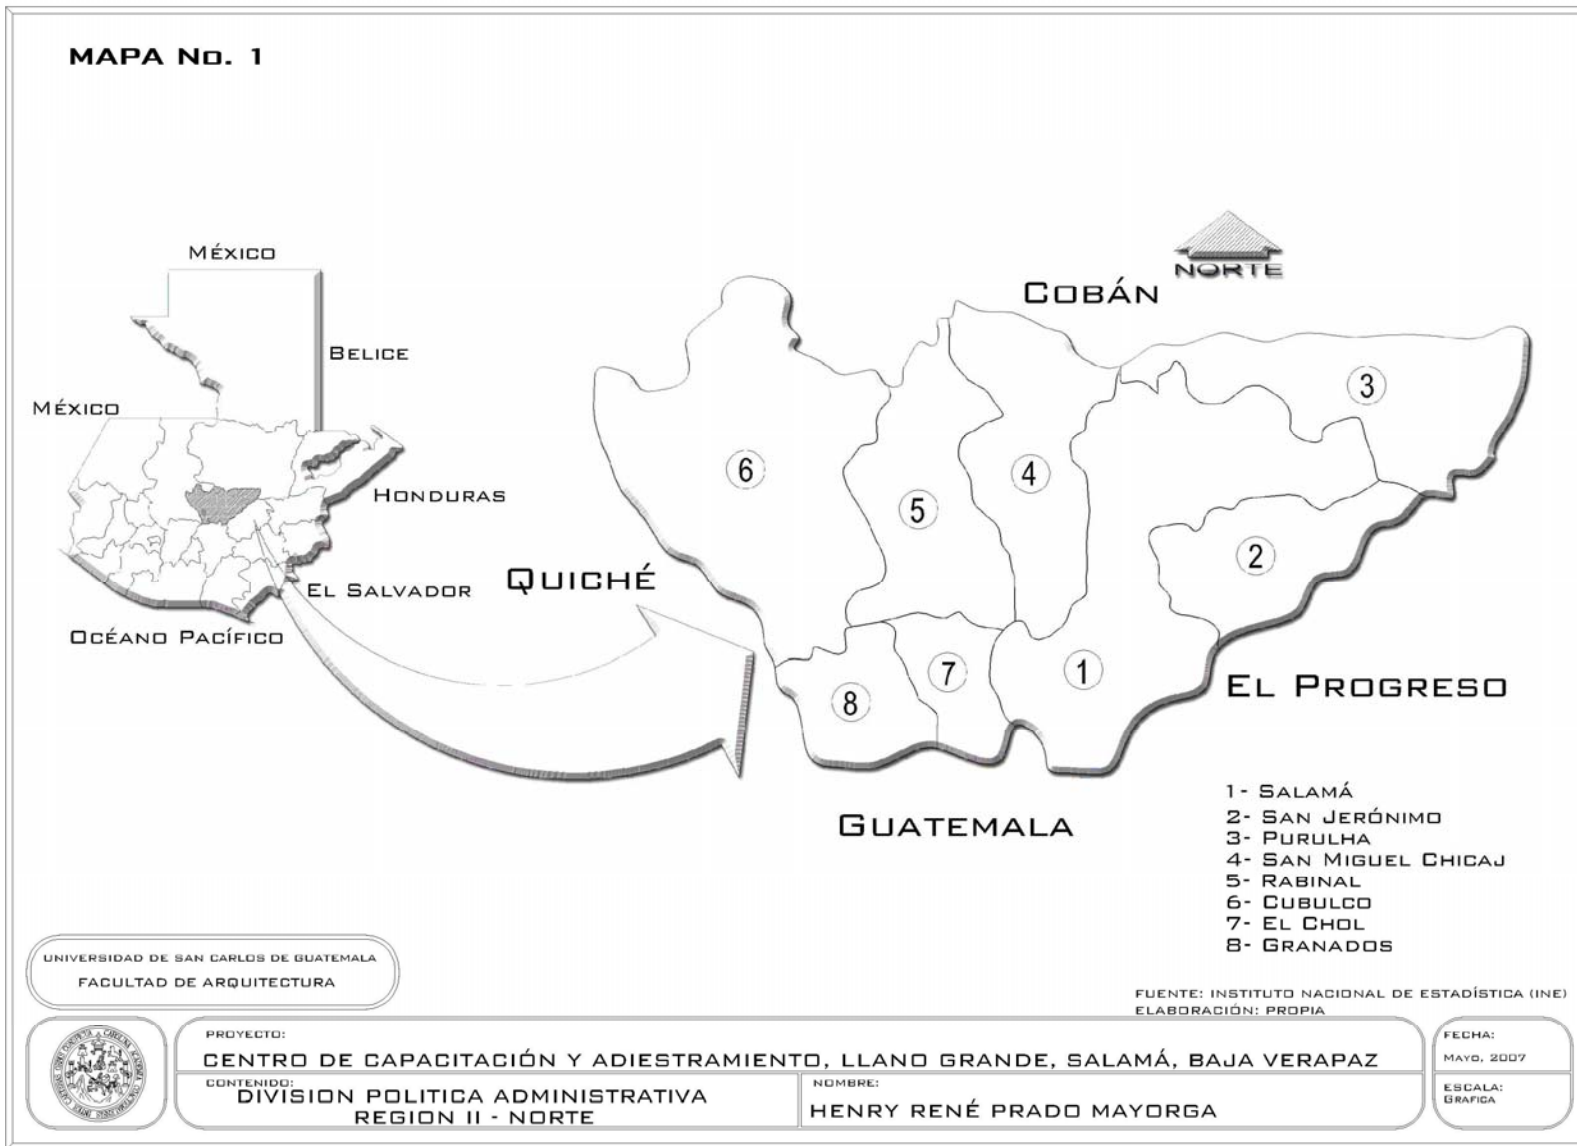 MAPA No. 1
NORTE
MÉXICO
COBÁN
BELICE
3
MÉXICO
6
4
HONDURAS
5
2
QUICHÉ
EL SALVADOR
OCÉANO PACÍFICO
7
1
EL PROGRESO
8
GUATEMALA
1- SALAMÁ
2- SAN JERÓNIMO
3- PURULHA
4- SAN MIGUEL CHICAJ
5- RABINAL
6- CUBULCO
7- EL CHOL
8- GRANADOS
UNIVERSIDAD DE SAN CARLOS DE GUATEMALA
FACULTAD DE ARQUITECTURA
FUENTE: INSTITUTO NACIONAL DE ESTADÍSTICA (INE)
ELABORACIÓN: PROPIA
PROYECTO:
CENTRO DE CAPACITACIÓN Y ADIESTRAMIENTO, LLANO GRANDE, SALAMÁ, BAJA VERAPAZ
CONTENIDO:
DIVISION POLITICA ADMINISTRATIVA
REGION II - NORTE
NOMBRE:
HENRY RENÉ PRADO MAYORGA
FECHA:
MAYO, 2007
ESCALA:
GRAFICA